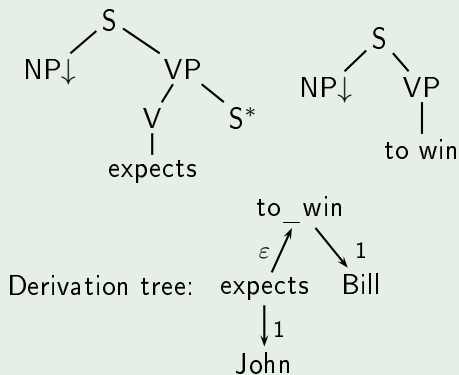 S
S
NP↓ VP
NP↓ VP
V S*
to win
expects
to_win
ε 1
Derivation tree: expects Bill
1
John